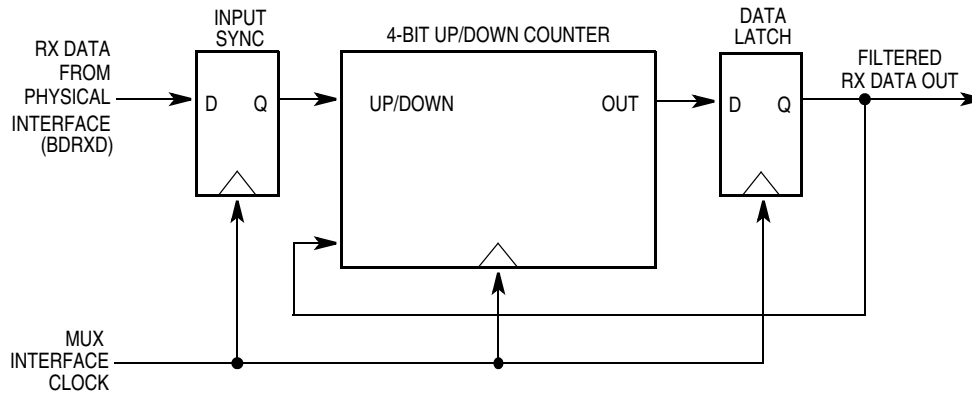 INPUT
SYNC
4-BIT UP/DOWN COUNTER
DATA
LATCH
RX DATA
FROM
PHYSICAL
INTERFACE
(BDRXD)
D Q
UP/DOWN OUT
D Q
FILTERED
RX DATA OUT
MUX
INTERFACE
CLOCK